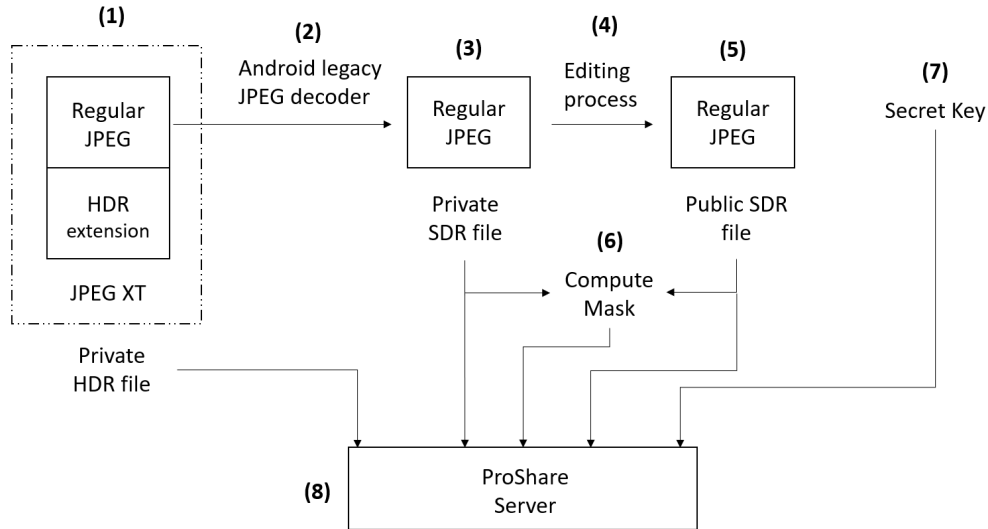 (1)
(2)
Android legacy
JPEG decoder
(3)
(4)
Editing
process
(5)
(7)
Secret Key
Regular
JPEG
HDR
extension
JPEG XT
Regular
JPEG
Regular
JPEG
Private
SDR file
Public SDR
file
(6)
Compute
Mask
Private
HDR file
(8)
ProShare
Server